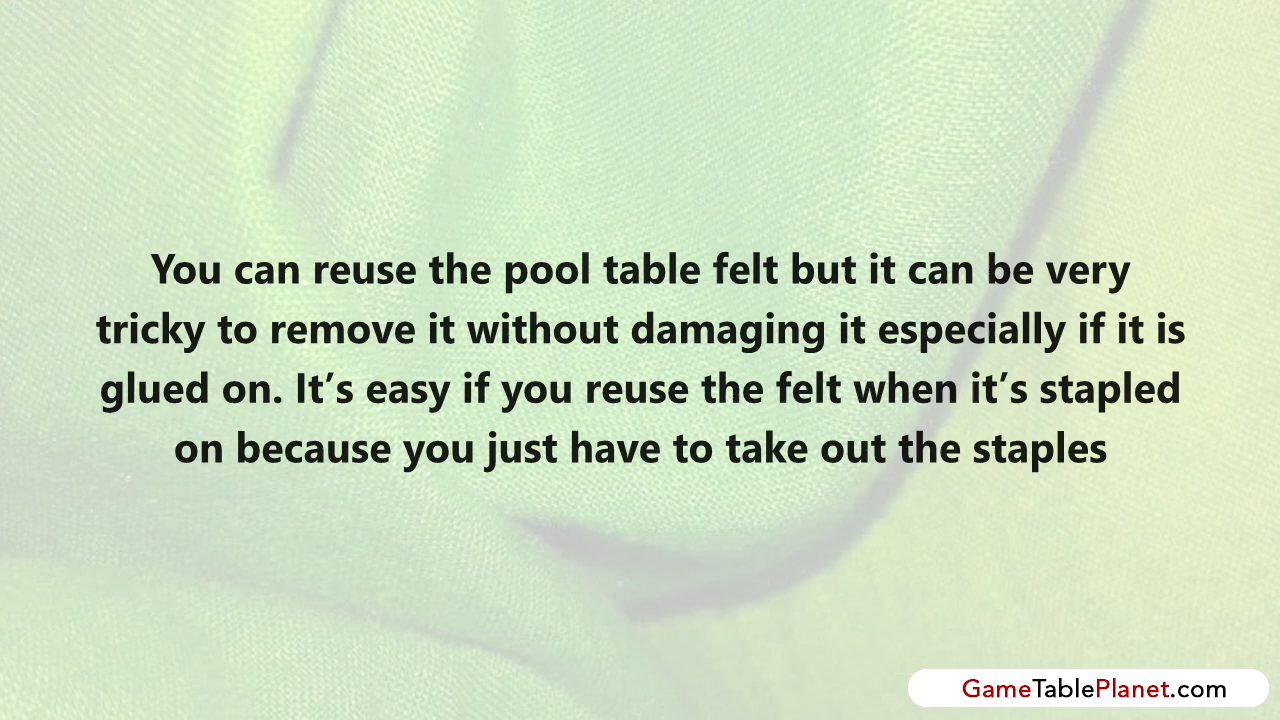 You can reuse the pool table felt but it can be very
tricky to remove it without damaging it especially if it is
glued on. It’s easy if you reuse the felt when it’s stapled
on because you just have to take out the staples
GameTablePlanet.com